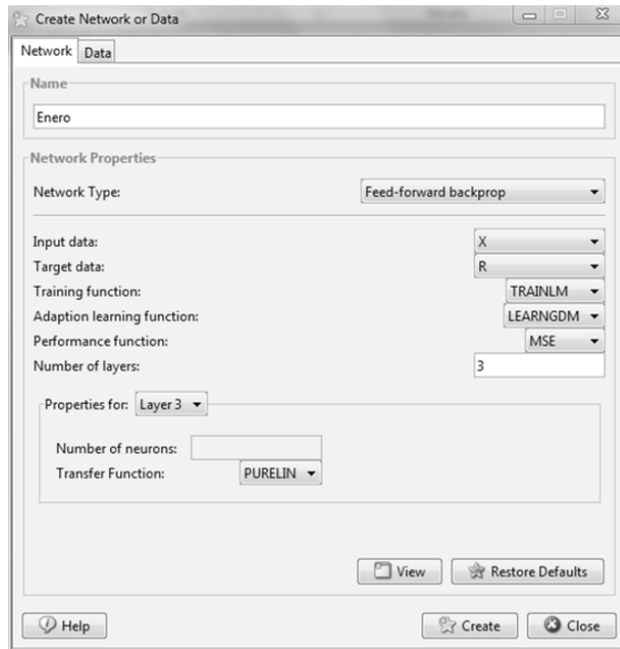 Create Network or Data
Network Data
Name
Enero
Network Properties
Network Type: Feed-forward backprop
Input data: X
Target data: R
Training function: TRAINLM
Adaption learning function: LEARNGDM
Performance function: MSE
Number of layers: 3
Properties for: Layer 3
Number of neurons:
Transfer Function: PURELIN
View Restore Defaults
Help Create Close